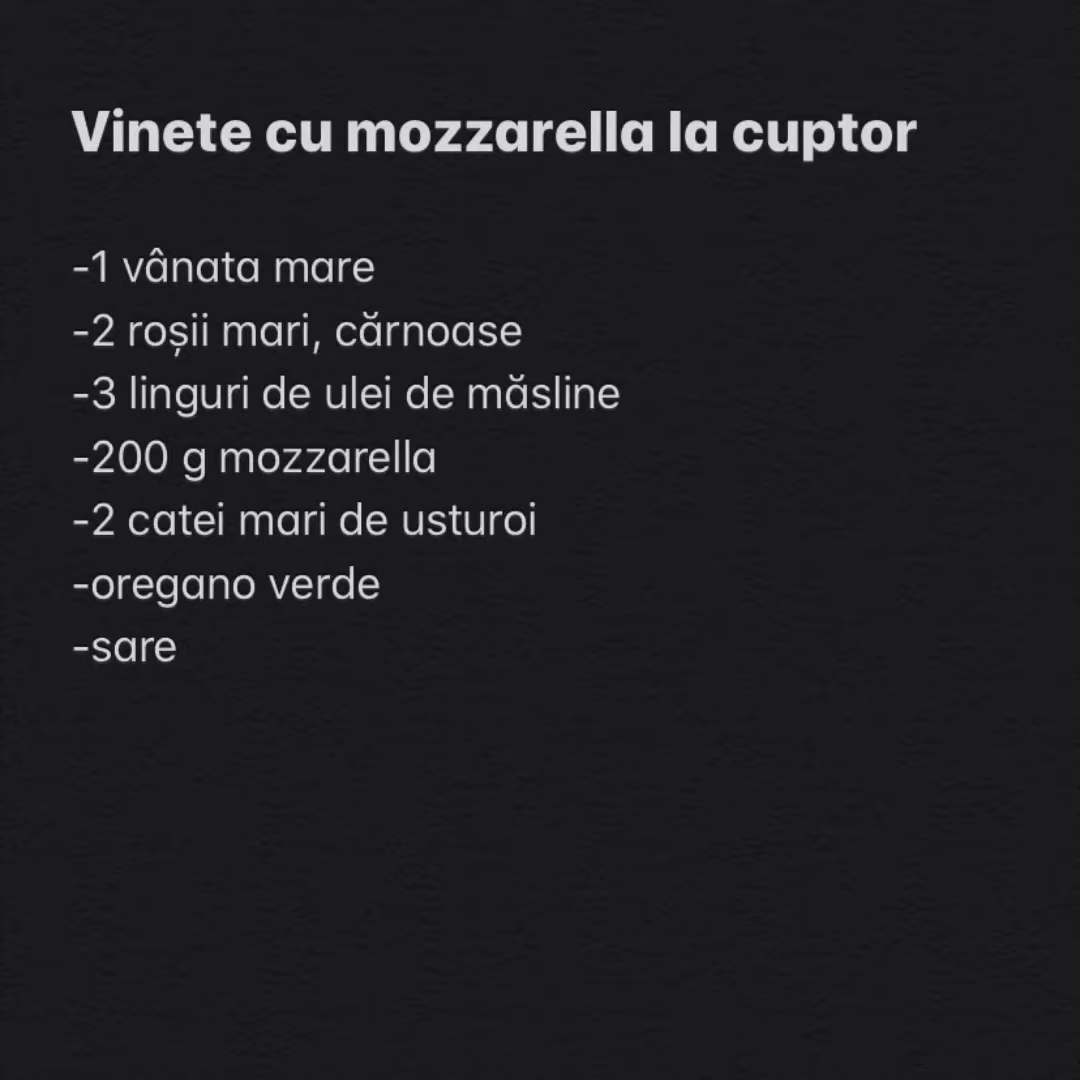 Vinete cu mozzarella la cuptor
-1 vânata mare
-2 roșii mari, cărnoase
-3 linguri de ulei de măsline
-200 g mozzarella
-2 catei mari de usturoi
-oregano verde
-sare